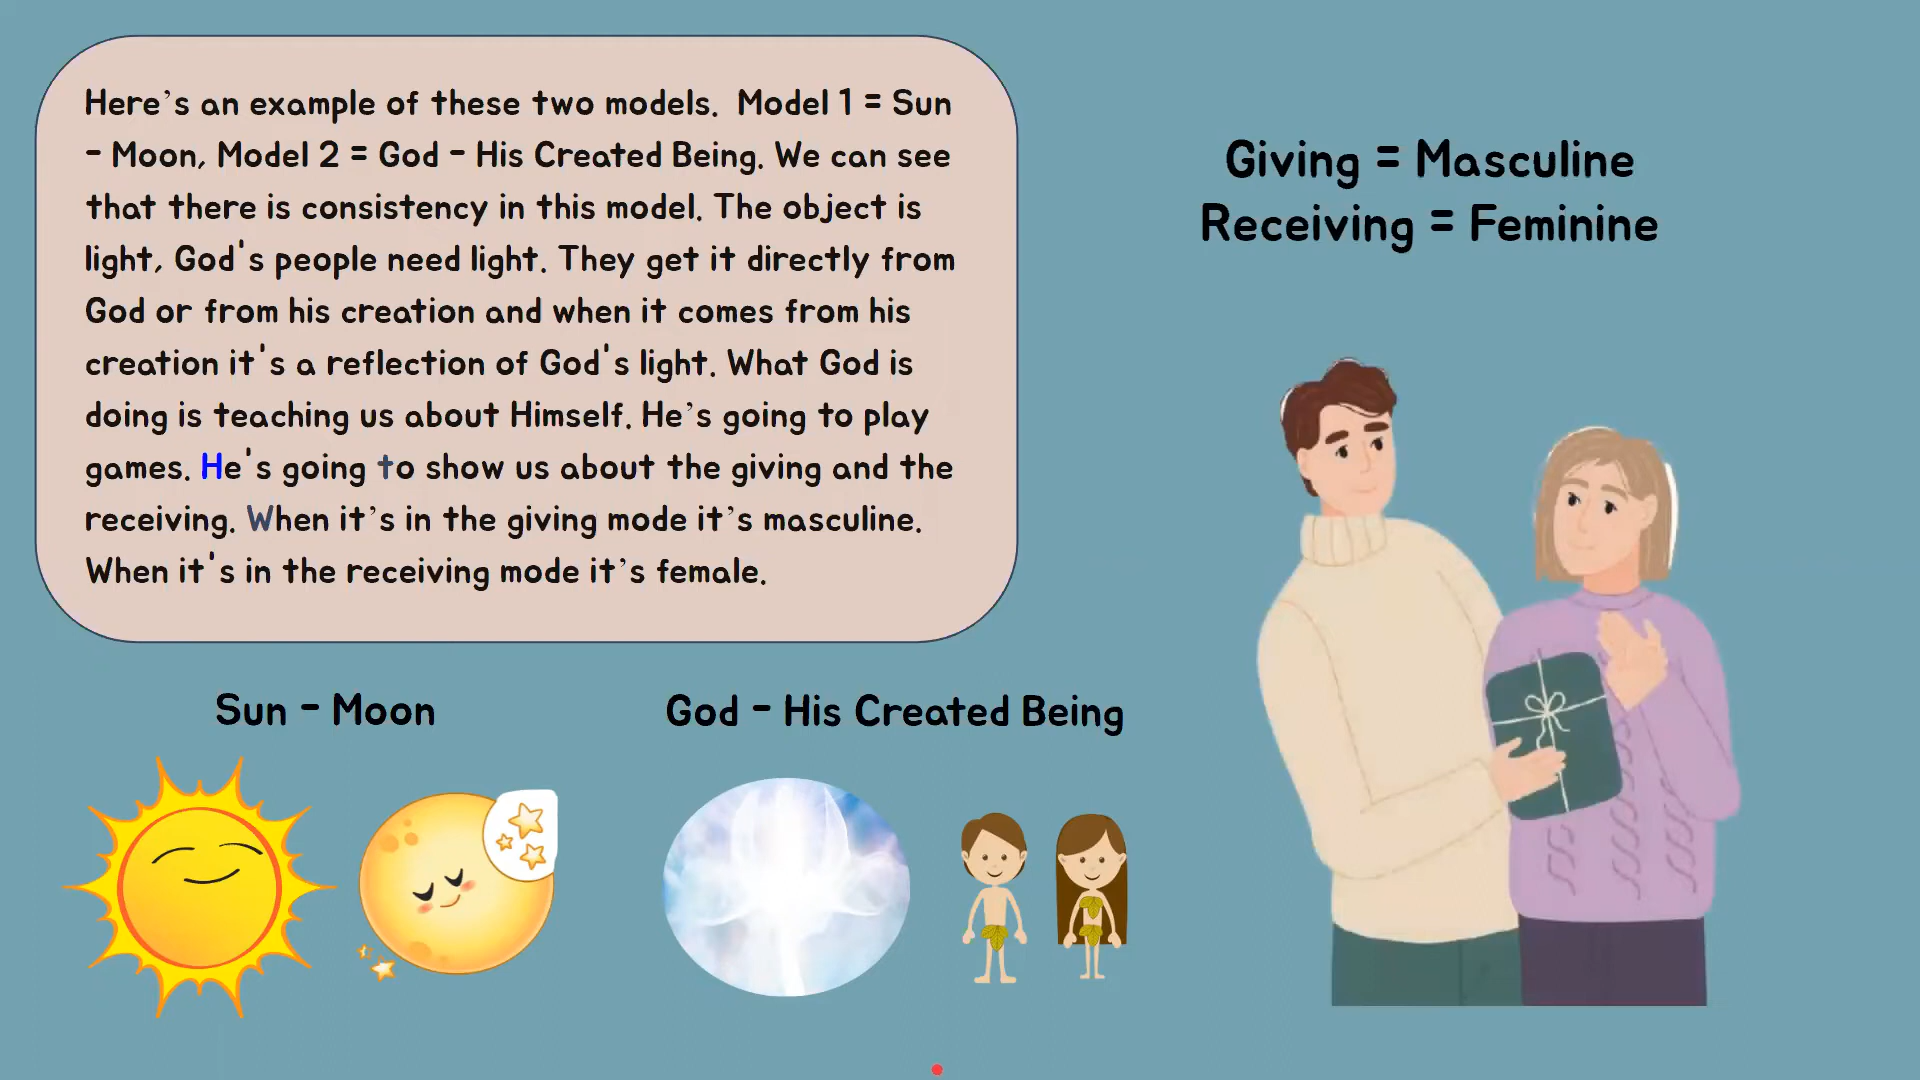 Here’s an example of these two models. Model 1 = Sun
- Moon, Model 2 = God - His Created Being. We can see
that there is consistency in this model. The object is
light, God's people need light. They get it directly from
God or from his creation and when it comes from his
creation it's a reflection of God's light. What God is
doing is teaching us about Himself. He’s going to play
games. He's going to show us about the giving and the
receiving. When it’s in the giving mode it’s masculine.
When it's in the receiving mode it’s female.
Giving = Masculine
Receiving = Feminine
Sun - Moon
God - His Created Being